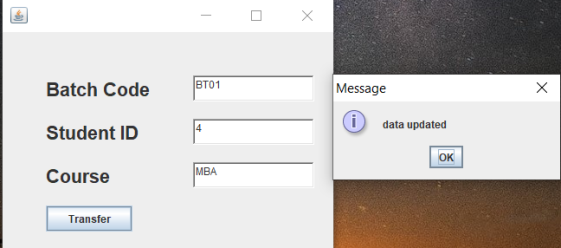 Batch Code BT01
Student ID 4
Course MBA
Transfer
Message
data updated
OK